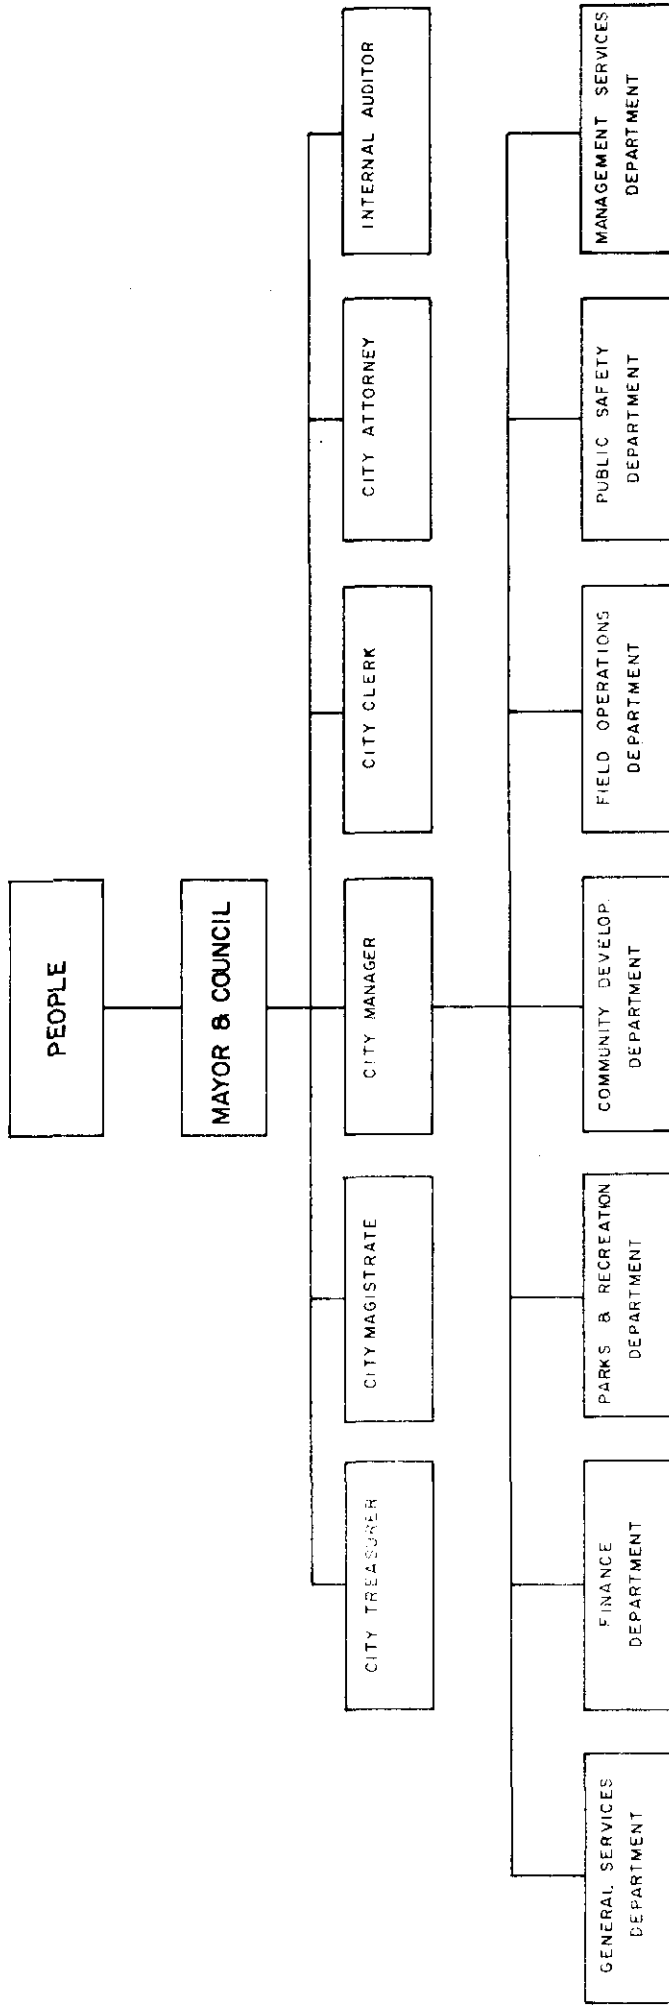 PEOPLE
MAYOR & COUNCIL
CITY TREASURER
CITY MAGISTRATE
CITY MANAGER
CITY CLERK
CITY ATTORNEY
INTERNAL AUDITOR
GENERAL SERVICES
DEPARTMENT
FINANCE
DEPARTMENT
PARKS & RECREATION
DEPARTMENT
COMMUNITY DEVELOP.
DEPARTMENT
FIELD OPERATIONS
DEPARTMENT
PUBLIC SAFETY
DEPARTMENT
MANAGEMENT SERVICES
DEPARTMENT